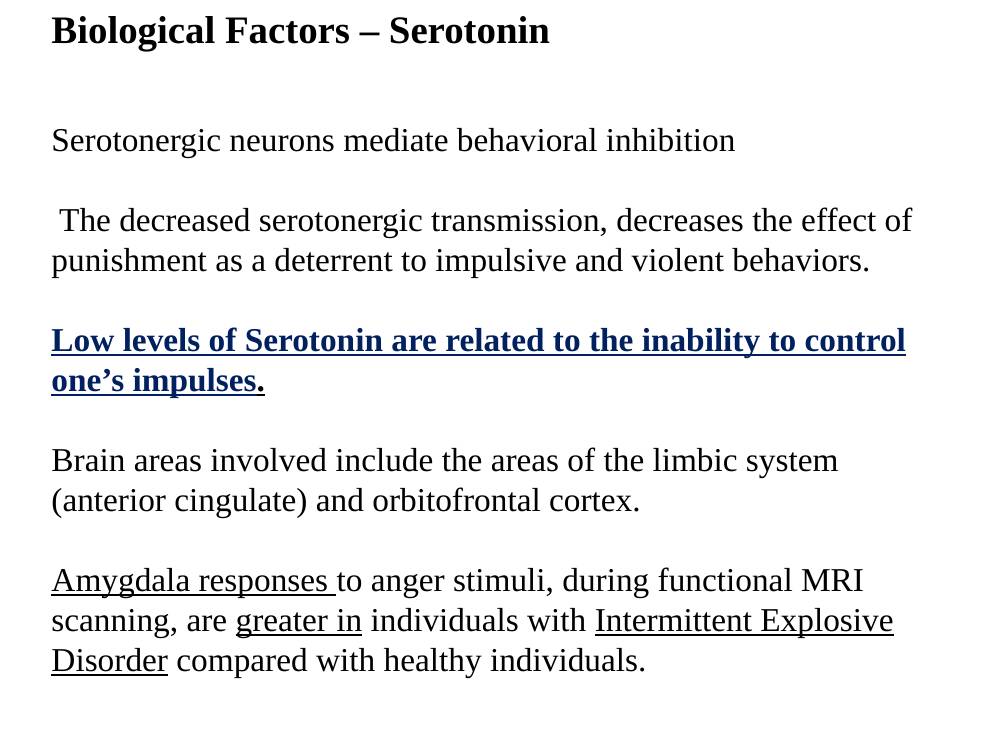 Biological Factors – Serotonin
Serotonergic neurons mediate behavioral inhibition
The decreased serotonergic transmission, decreases the effect of
punishment as a deterrent to impulsive and violent behaviors.
Low levels of Serotonin are related to the inability to control
one’s impulses.
Brain areas involved include the areas of the limbic system
(anterior cingulate) and orbitofrontal cortex.
Amygdala responses to anger stimuli, during functional MRI
scanning, are greater in individuals with Intermittent Explosive
Disorder compared with healthy individuals.